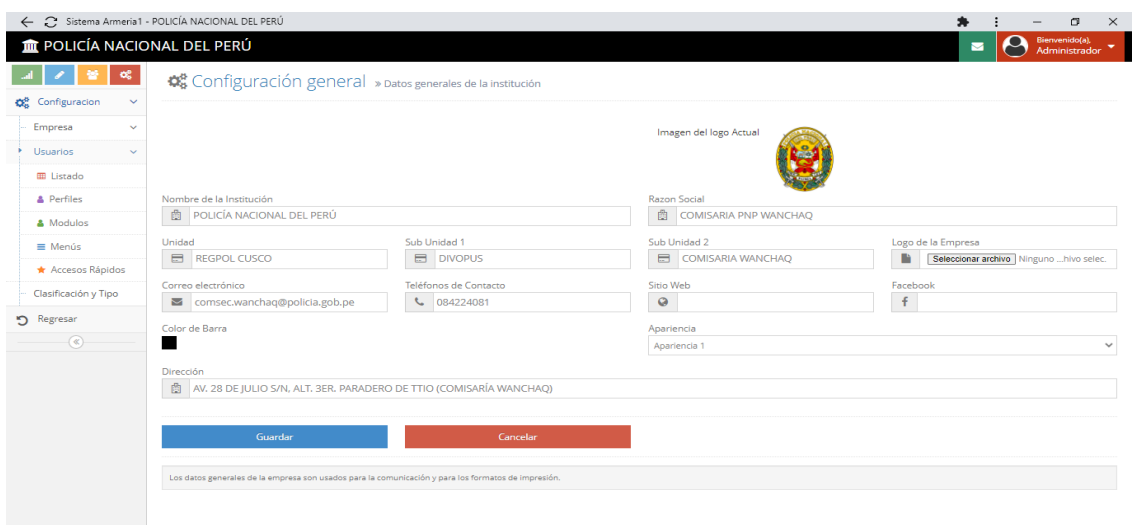 Sistema Armeria1 - POLICÍA NACIONAL DEL PERÚ
POLICÍA NACIONAL DEL PERÚ
Bienvenido(a),
Administrador
Configuracion
Empresa
Usuarios
Listado
Perfiles
Modulos
Menús
Accesos Rápidos
Clasificación y Tipo
Regresar
Configuración general » Datos generales de la institución
Imagen del logo Actual
Nombre de la Institución
POLICÍA NACIONAL DEL PERÚ
Razon Social
COMISARIA PNP WANCHAQ
Unidad
REGPOL CUSCO
Sub Unidad 1
DIVOPUS
Sub Unidad 2
COMISARIA WANCHAQ
Logo de la Empresa
Seleccionar archivo Ninguno ...hivo selec.
Correo electrónico
comsec.wanchaq@policia.gob.pe
Teléfonos de Contacto
084224081
Sitio Web
Facebook
Color de Barra
Apariencia
Apariencia 1
Dirección
AV. 28 DE JULIO S/N, ALT. 3ER. PARADERO DE TTIO (COMISARÍA WANCHAQ)
Guardar
Cancelar
Los datos generales de la empresa son usados para la comunicación y para los formatos de impresión.